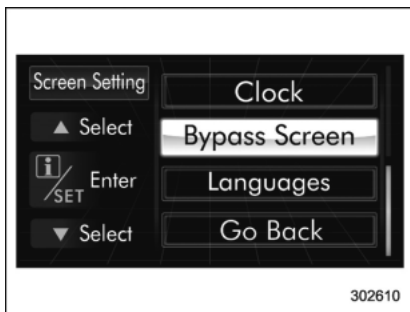 Screen Setting
▲ Select
i/SET Enter
▼ Select
Clock
Bypass Screen
Languages
Go Back
302610